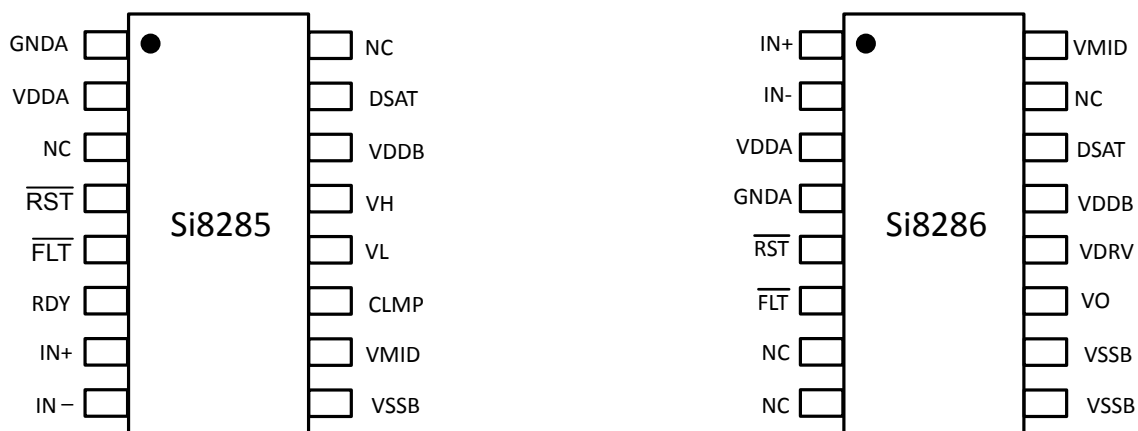 GNDA
VDDA
NC
RST
FLT
RDY
IN+
IN –
Si8285
NC
DSAT
VDDB
VH
VL
CLMP
VMID
VSSB
IN+
IN-
VDDA
GNDA
RST
FLT
NC
NC
Si8286
VMID
NC
DSAT
VDDB
VDRV
VO
VSSB
VSSB